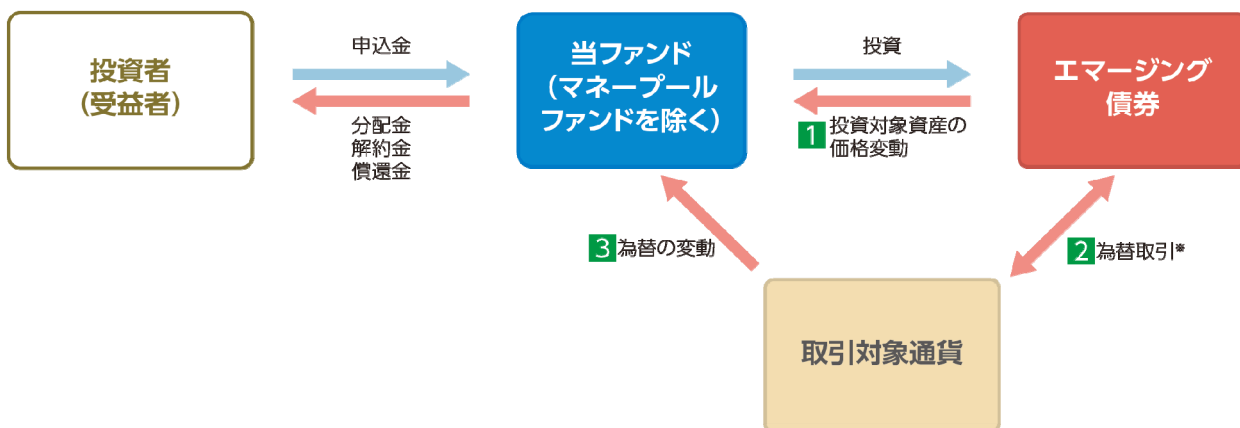 投資者
(受益者)
申込金
分配金
解約金
償還金
当ファンド
(マネープール
ファンドを除く)
投資
1 投資対象資産の
価格変動
エマージング
債券
3 為替の変動
2 為替取引※
取引対象通貨